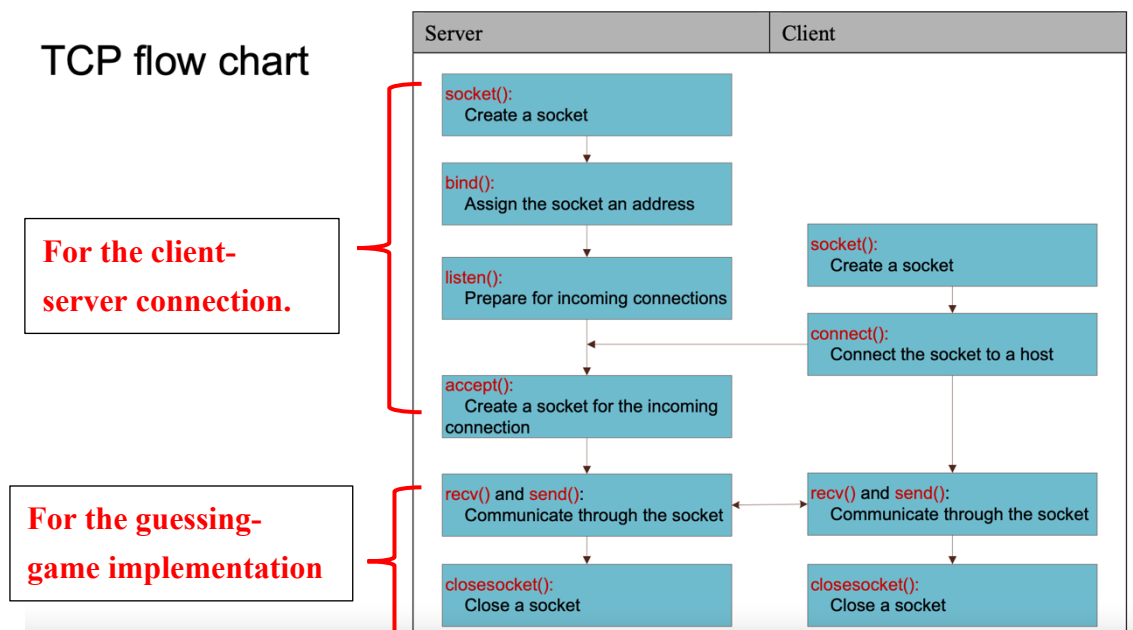 TCP flow chart
Server
Client
socket():
Create a socket
bind():
Assign the socket an address
listen():
Prepare for incoming connections
accept():
Create a socket for the incoming
connection
recv() and send():
Communicate through the socket
closesocket():
Close a socket
socket():
Create a socket
connect():
Connect the socket to a host
recv() and send():
Communicate through the socket
closesocket():
Close a socket
For the client-
server connection.
For the guessing-
game implementation